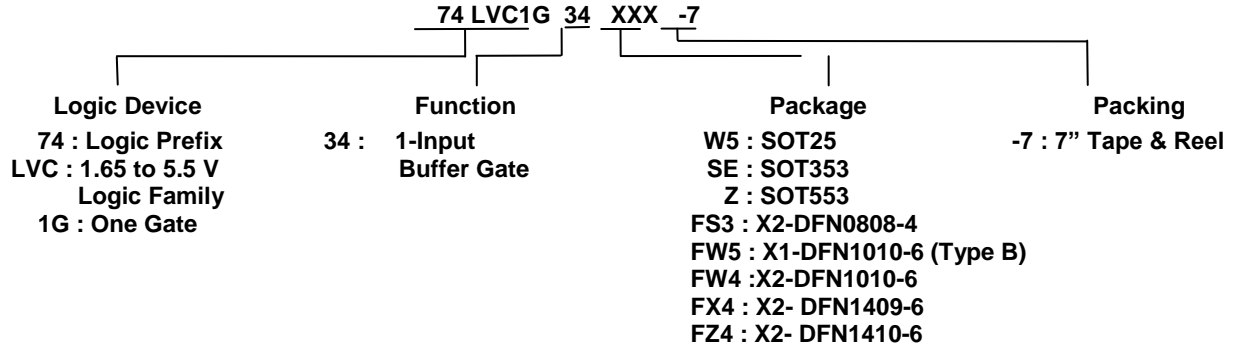 74 LVC1G 34 XXX -7
Logic Device
74 : Logic Prefix
LVC : 1.65 to 5.5 V
Logic Family
1G : One Gate
Function
34 : 1-Input
Buffer Gate
Package
W5 : SOT25
SE : SOT353
Z : SOT553
FS3 : X2-DFN0808-4
FW5 : X1-DFN1010-6 (Type B)
FW4 :X2-DFN1010-6
FX4 : X2- DFN1409-6
FZ4 : X2- DFN1410-6
Packing
-7 : 7” Tape & Reel